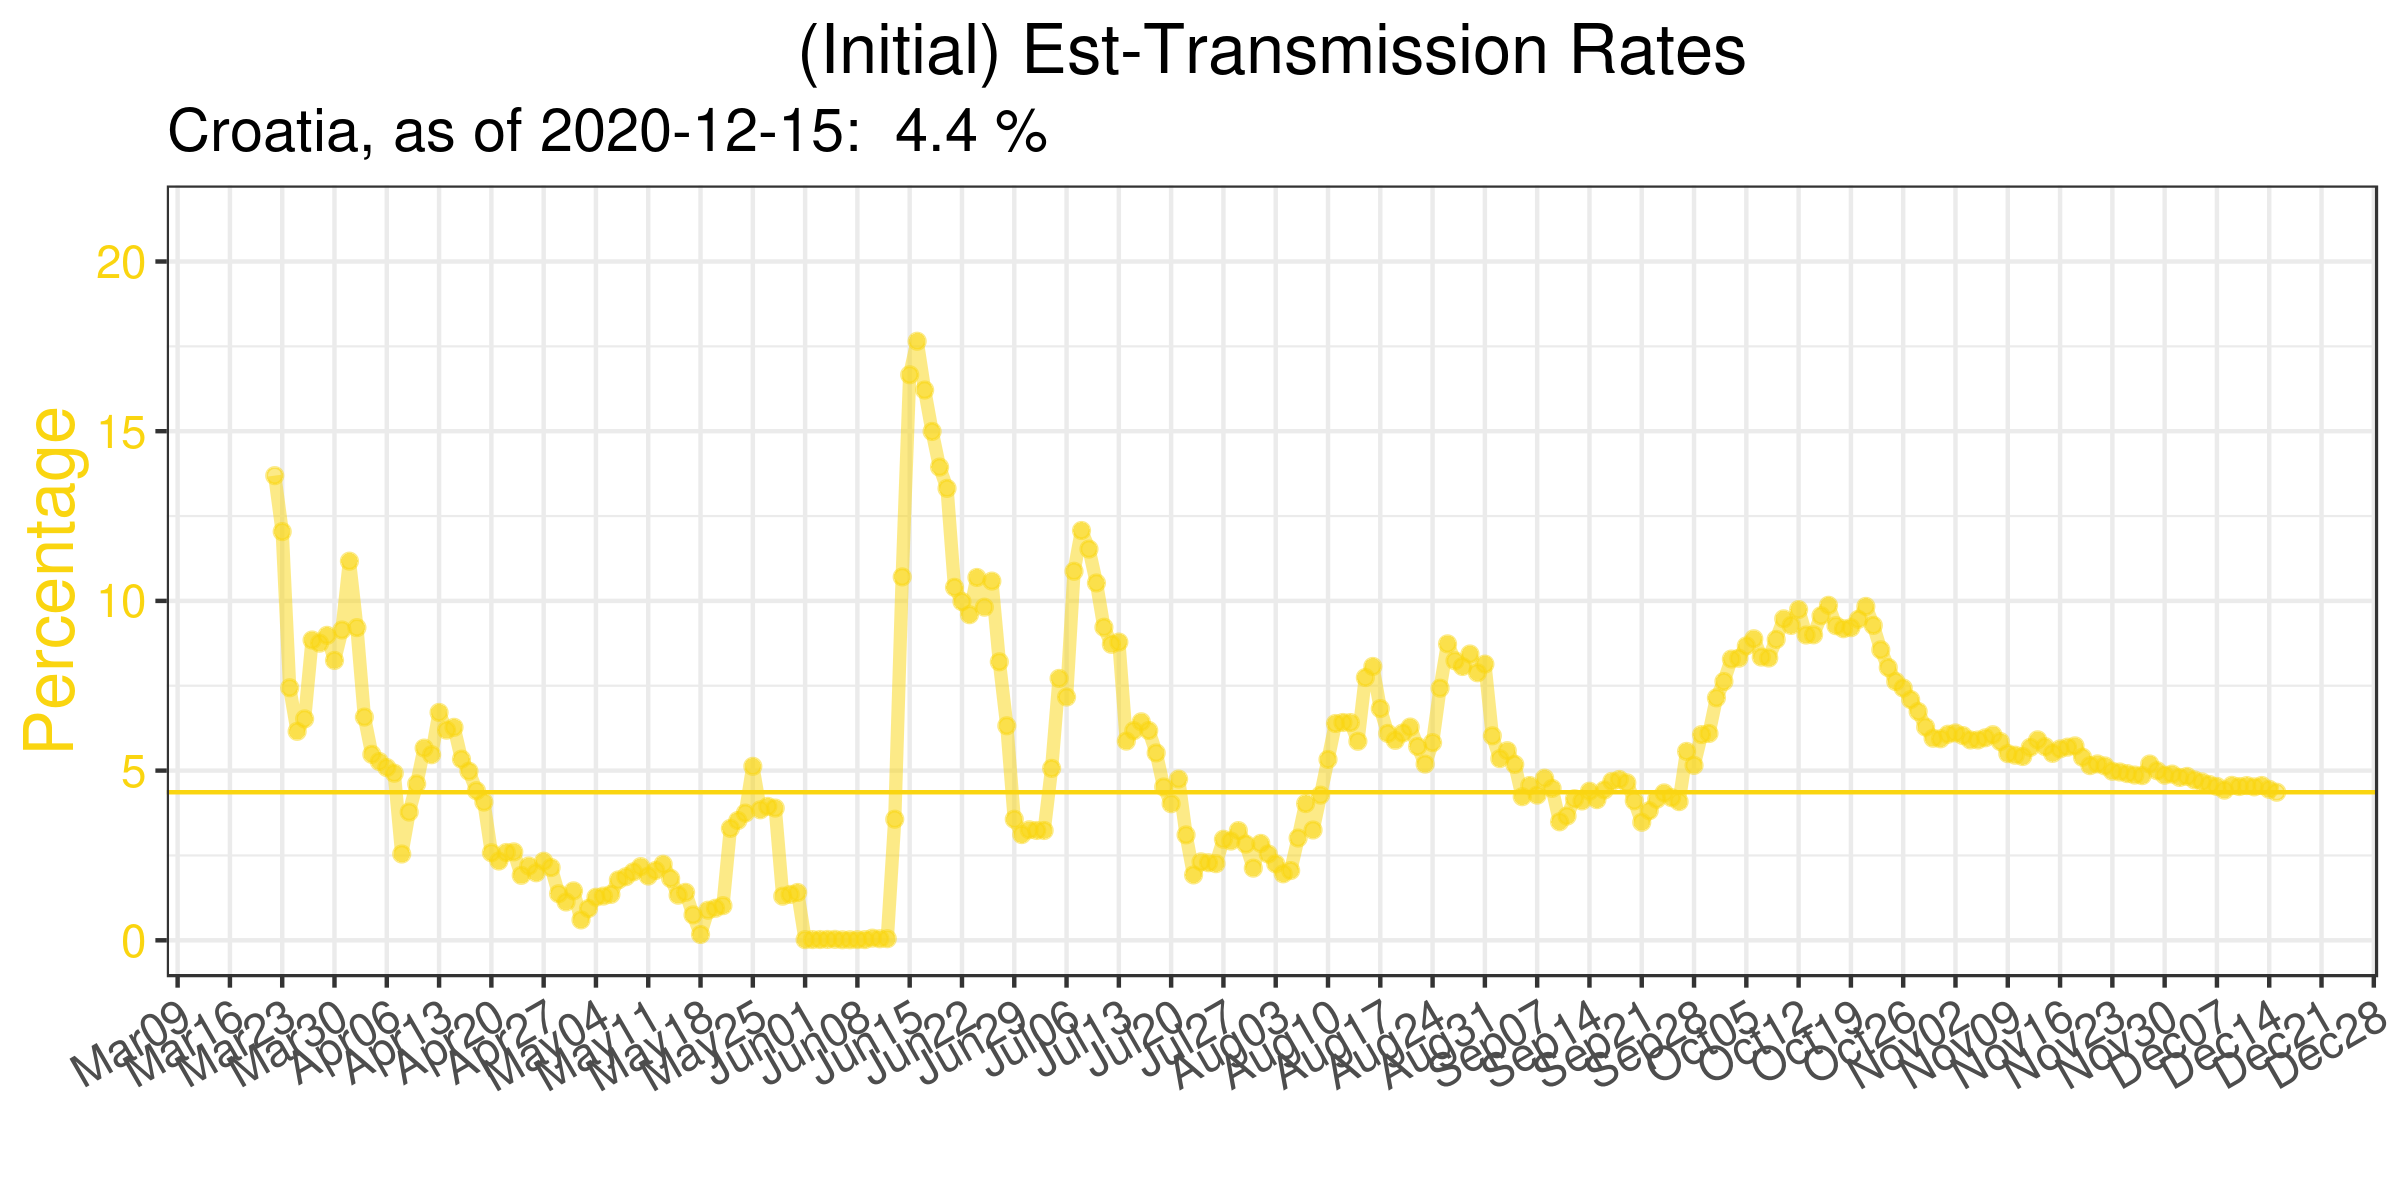 (Initial) Est-Transmission Rates
Croatia, as of 2020-12-15:  4.4 %
Percentage
20
15
10
5
0
Mar09 Mar16 Mar23 Mar30 Apr06 Apr13 Apr20 Apr27 May04 May11 May18 May25 Jun01 Jun08 Jun15 Jun22 Jun29 Jul06 Jul13 Jul20 Jul27 Aug03 Aug10 Aug17 Aug24 Aug31 Sep07 Sep14 Sep21 Sep28 Oct05 Oct12 Oct19 Oct26 Nov02 Nov09 Nov16 Nov23 Nov30 Dec07 Dec14 Dec21 Dec28